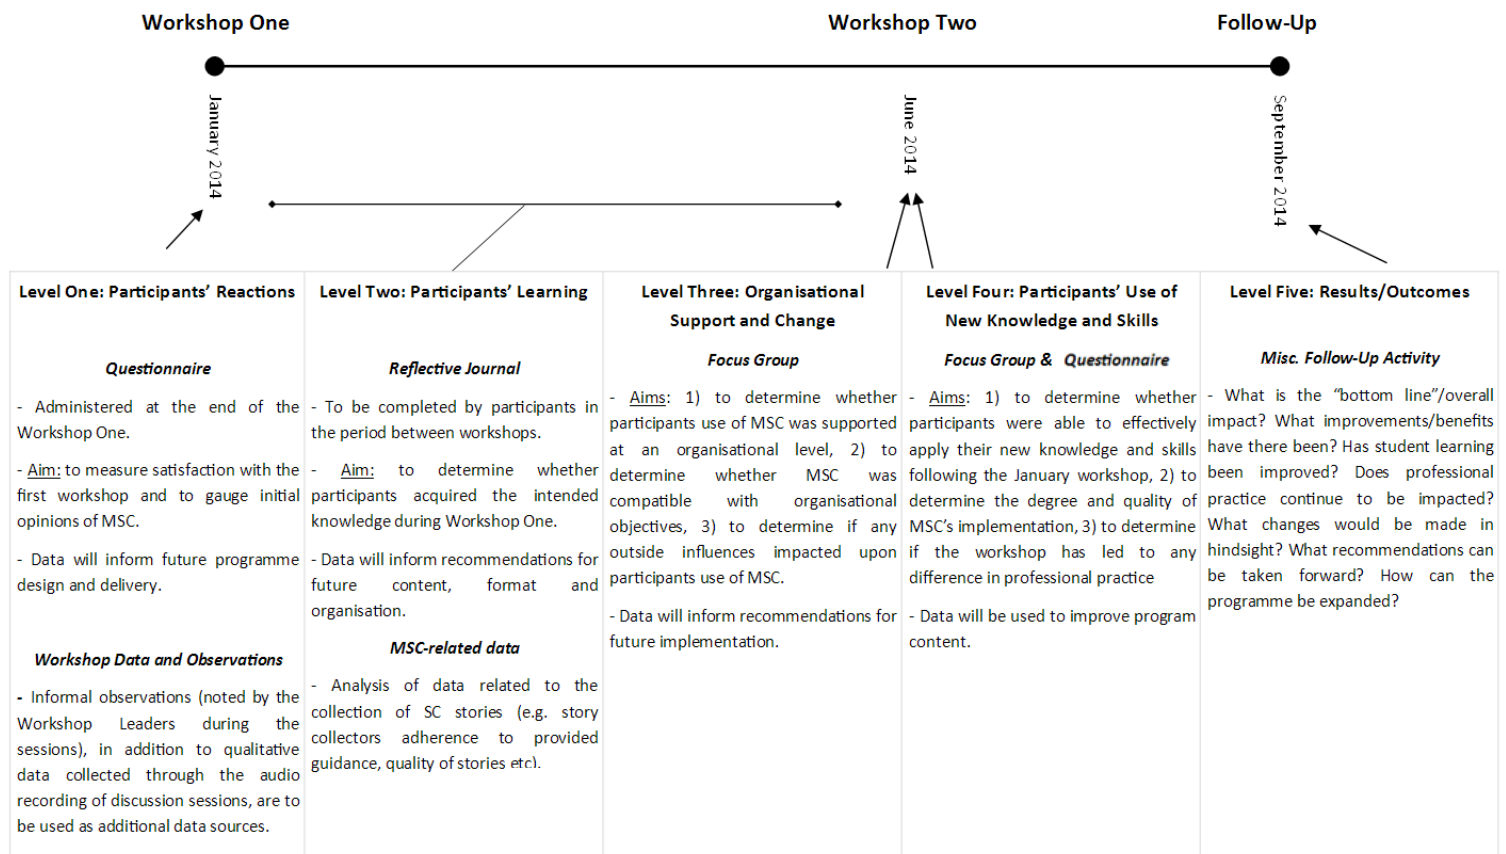 Workshop One
Workshop Two
Follow-Up
January 2014
June 2014
September 2014
Level One: Participants’ Reactions
Questionnaire
- Administered at the end of the
Workshop One.
- Aim: to measure satisfaction with the
first workshop and to gauge initial
opinions of MSC.
- Data will inform future programme
design and delivery.
Workshop Data and Observations
- Informal observations (noted by the
Workshop Leaders during the
sessions), in addition to qualitative
data collected through the audio
recording of discussion sessions, are to
be used as additional data sources.
Level Two: Participants’ Learning
Reflective Journal
- To be completed by participants in
the period between workshops.
- Aim: to determine whether
participants acquired the intended
knowledge during Workshop One.
- Data will inform recommendations for
future content, format and
organisation.
MSC-related data
- Analysis of data related to the
collection of SC stories (e.g. story
collectors adherence to provided
guidance, quality of stories etc).
Level Three: Organisational
Support and Change
Focus Group
- Aims: 1) to determine whether
participants use of MSC was supported
at an organisational level, 2) to
determine whether MSC was
compatible with organisational
objectives, 3) to determine if any
outside influences impacted upon
participants use of MSC.
- Data will inform recommendations for
future implementation.
Level Four: Participants’ Use of
New Knowledge and Skills
Focus Group & Questionnaire
- Aims: 1) to determine whether
participants were able to effectively
apply their new knowledge and skills
following the January workshop, 2) to
determine the degree and quality of
MSC’s implementation, 3) to determine
if the workshop has led to any
difference in professional practice
- Data will be used to improve program
content.
Level Five: Results/Outcomes
Misc. Follow-Up Activity
- What is the “bottom line”/overall
impact? What improvements/benefits
have there been? Has student learning
been improved? Does professional
practice continue to be impacted?
What changes would be made in
hindsight? What recommendations can
be taken forward? How can the
programme be expanded?